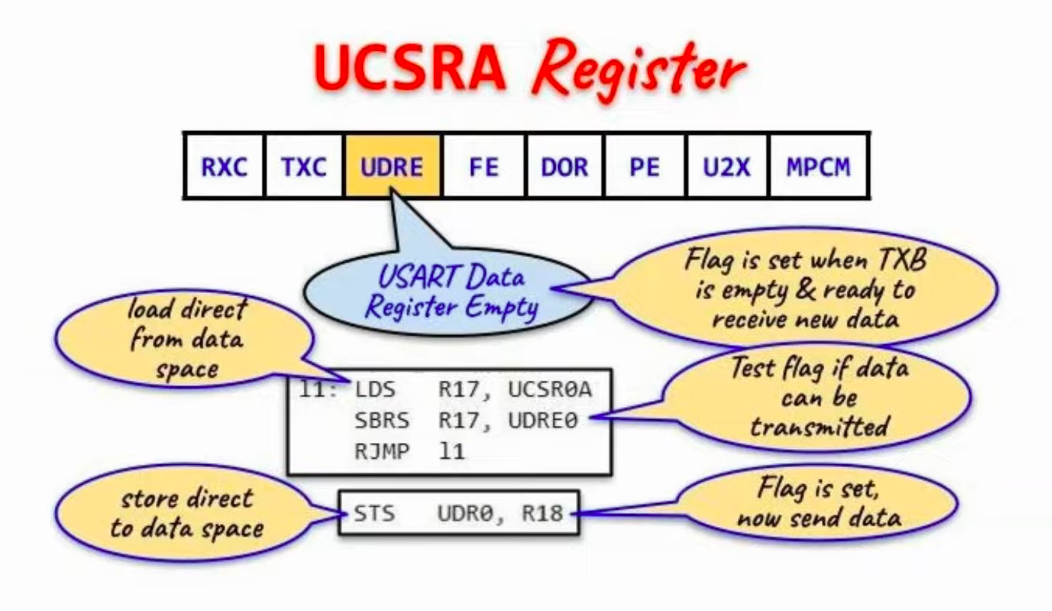 UCSRA Register
RXC TXC UDRE FE DOR PE U2X MPCM
USART Data
Register Empty
Flag is set when TXB
is empty & ready to
receive new data
load direct
from data
space
l1: LDS R17, UCSR0A
SBRS R17, UDRE0
RJMP l1
Test flag if data
can be
transmitted
store direct
to data space
STS UDR0, R18
Flag is set,
now send data